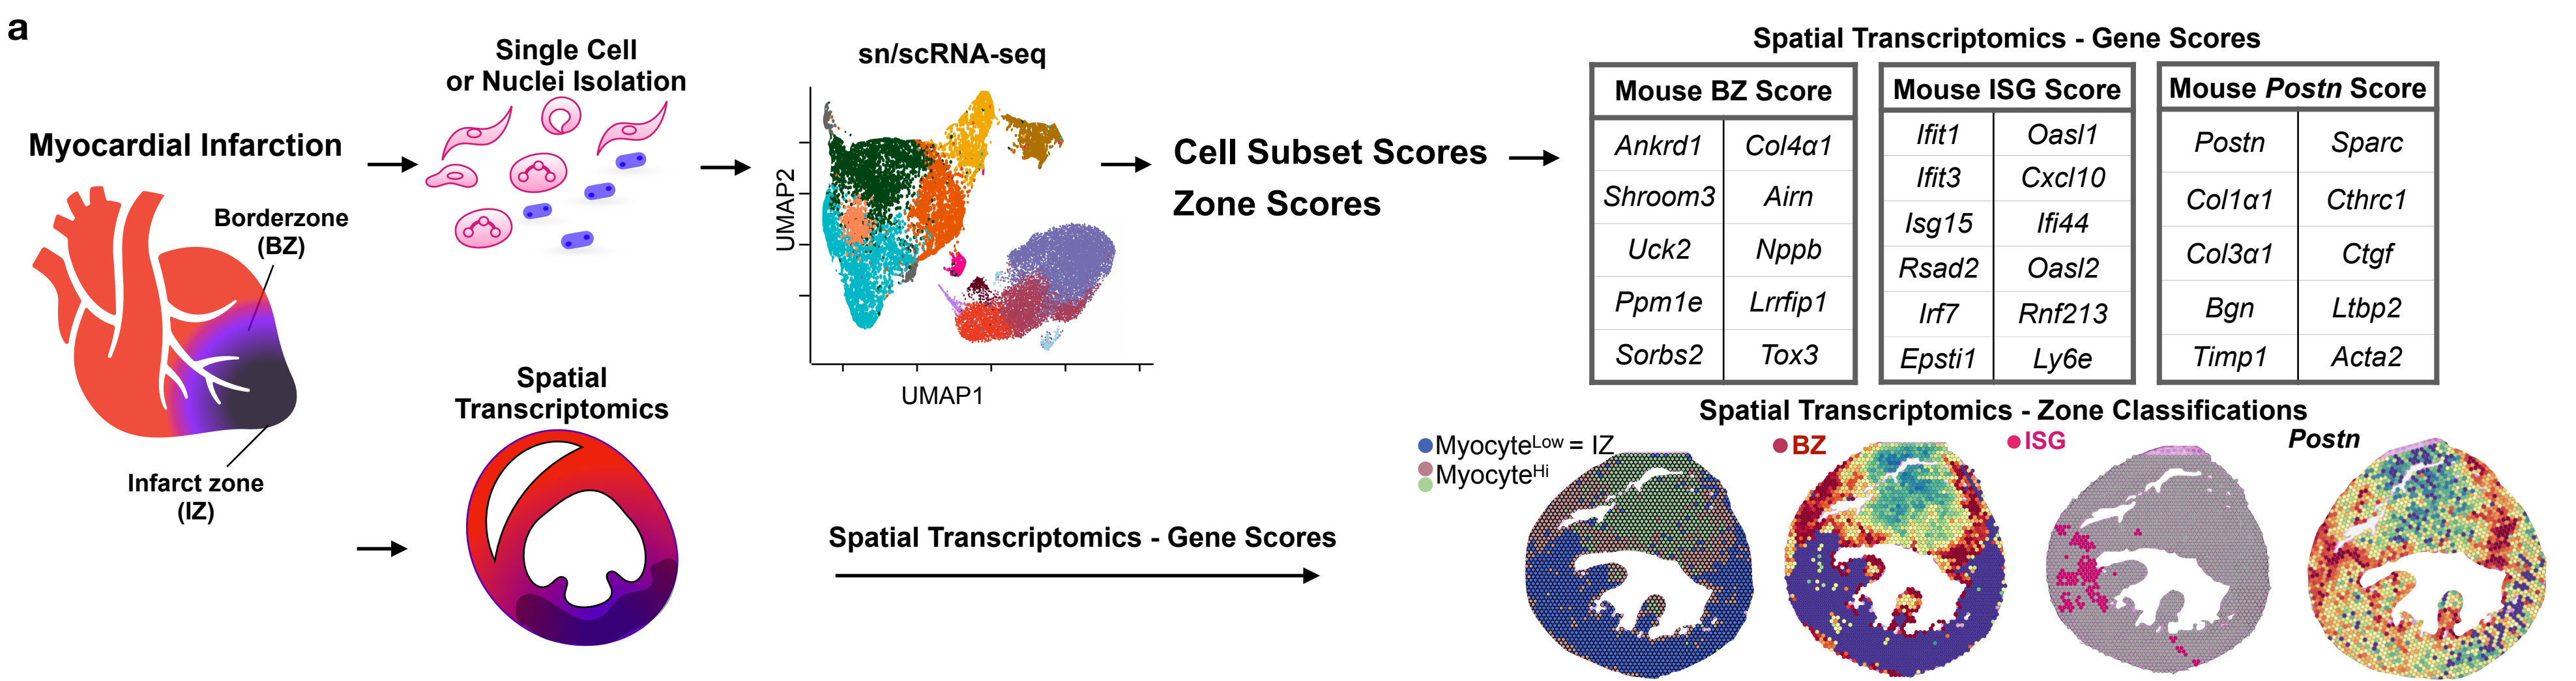 a
Myocardial Infarction
Borderzone
(BZ)
Infarct zone
(IZ)
Single Cell
or Nuclei Isolation
Spatial
Transcriptomics
sn/scRNA-seq
UMAP2
UMAP1
Cell Subset Scores
Zone Scores
Spatial Transcriptomics - Gene Scores
Spatial Transcriptomics - Gene Scores
Mouse BZ Score
Ankrd1 Col4α1
Shroom3 Airn
Uck2 Nppb
Ppm1e Lrrfip1
Sorbs2 Tox3
Mouse ISG Score
Ifit1 Oasl1
Ifit3 Cxcl10
Isg15 Ifi44
Rsad2 Oasl2
Irf7 Rnf213
Epsti1 Ly6e
Mouse Postn Score
Postn Sparc
Col1α1 Cthrc1
Col3α1 Ctgf
Bgn Ltbp2
Timp1 Acta2
Spatial Transcriptomics - Zone Classifications
MyocyteLow = IZ
MyocyteHi
BZ
ISG
Postn